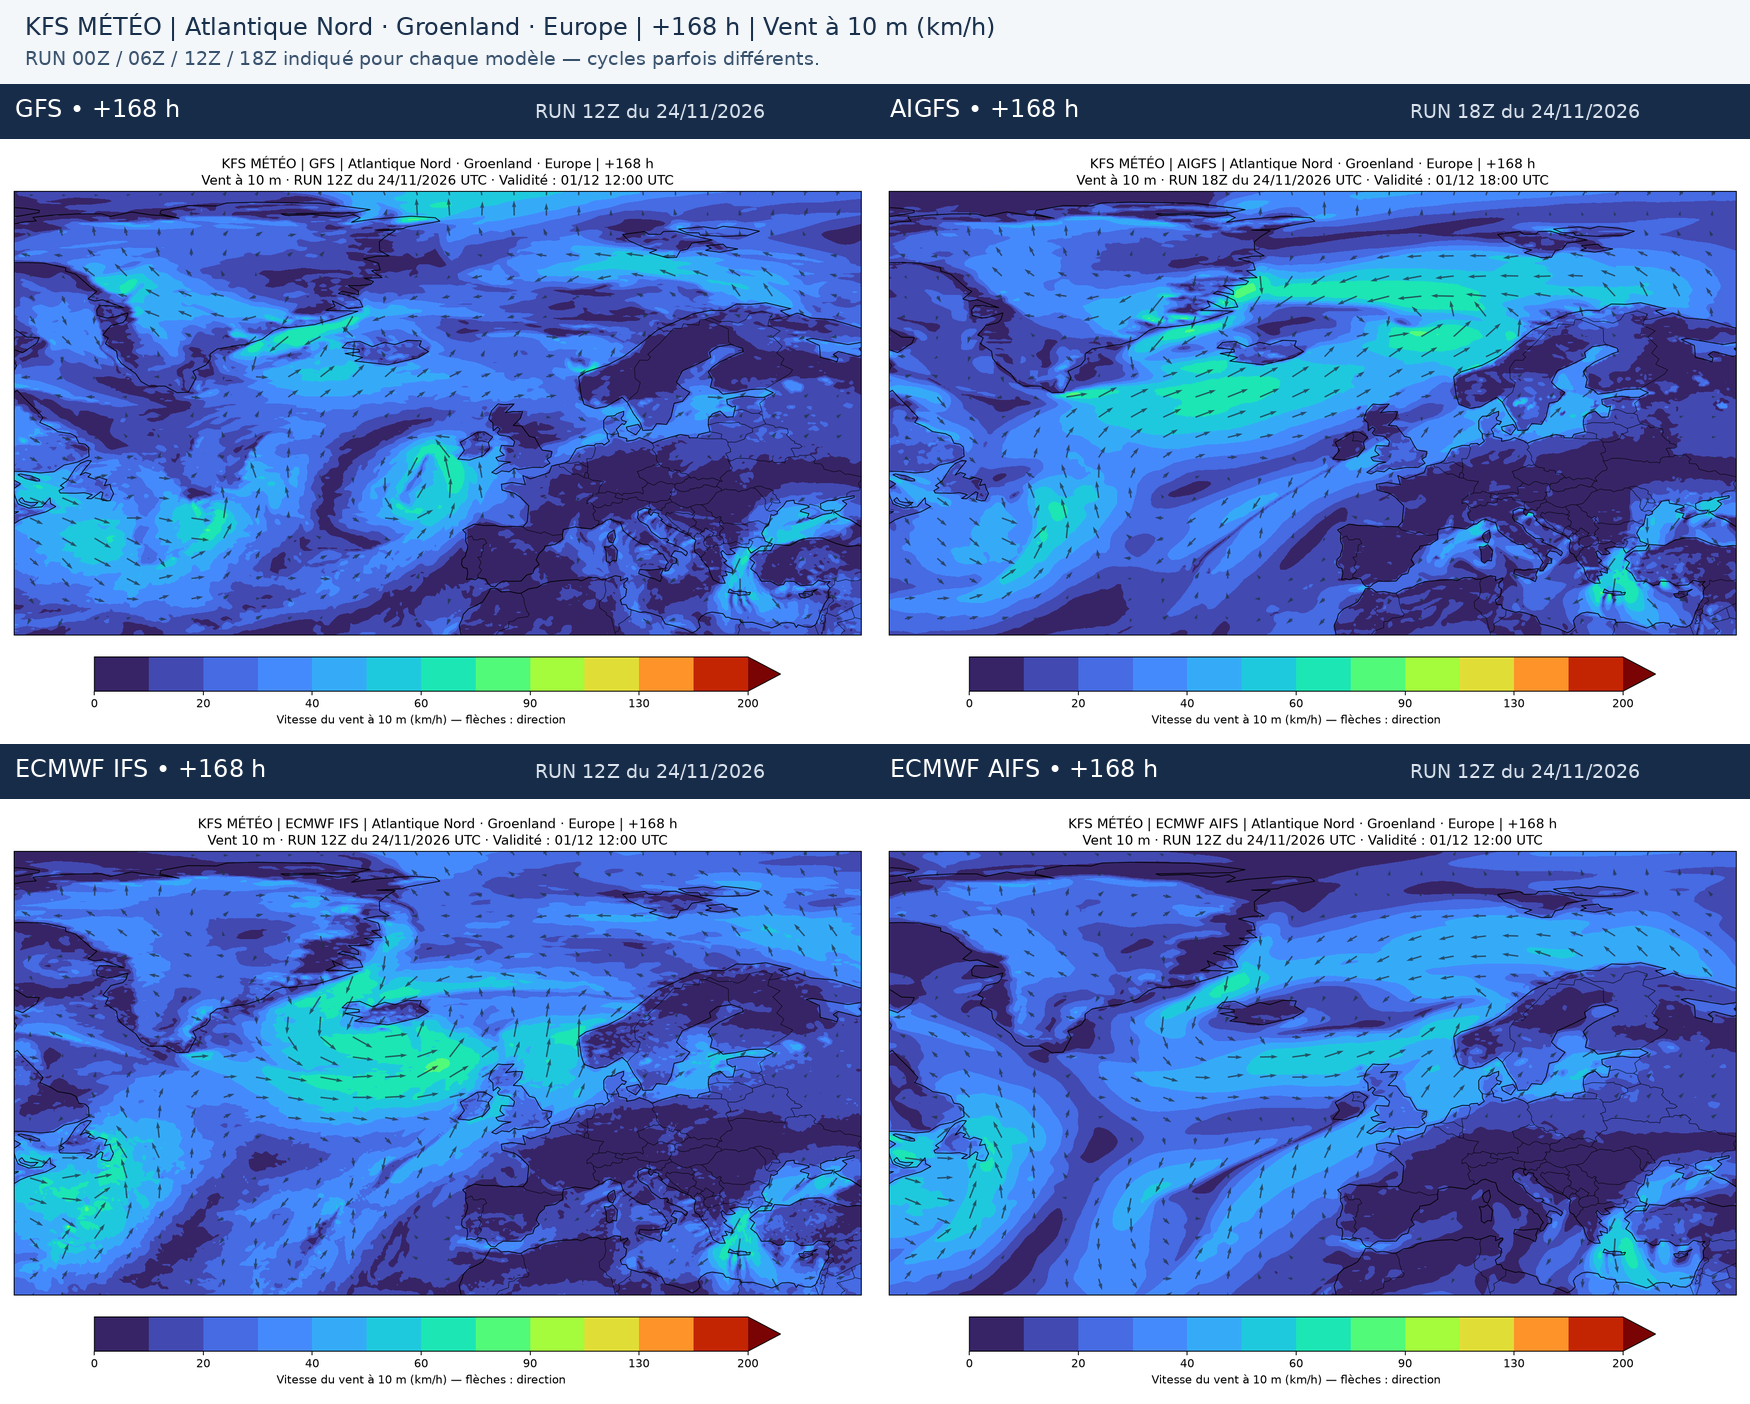 KFS MÉTÉO | Atlantique Nord · Groenland · Europe | +168 h | Vent à 10 m (km/h)
RUN 00Z / 06Z / 12Z / 18Z indiqué pour chaque modèle — cycles parfois différents.
GFS • +168 h RUN 12Z du 24/11/2026
KFS MÉTÉO | GFS | Atlantique Nord · Groenland · Europe | +168 h
Vent à 10 m · RUN 12Z du 24/11/2026 UTC · Validité : 01/12 12:00 UTC
0 20 40 60 90 130 200
Vitesse du vent à 10 m (km/h) — flèches : direction
AIGFS • +168 h RUN 18Z du 24/11/2026
KFS MÉTÉO | AIGFS | Atlantique Nord · Groenland · Europe | +168 h
Vent à 10 m · RUN 18Z du 24/11/2026 UTC · Validité : 01/12 18:00 UTC
0 20 40 60 90 130 200
Vitesse du vent à 10 m (km/h) — flèches : direction
ECMWF IFS • +168 h RUN 12Z du 24/11/2026
KFS MÉTÉO | ECMWF IFS | Atlantique Nord · Groenland · Europe | +168 h
Vent 10 m · RUN 12Z du 24/11/2026 UTC · Validité : 01/12 12:00 UTC
0 20 40 60 90 130 200
Vitesse du vent à 10 m (km/h) — flèches : direction
ECMWF AIFS • +168 h RUN 12Z du 24/11/2026
KFS MÉTÉO | ECMWF AIFS | Atlantique Nord · Groenland · Europe | +168 h
Vent 10 m · RUN 12Z du 24/11/2026 UTC · Validité : 01/12 12:00 UTC
0 20 40 60 90 130 200
Vitesse du vent à 10 m (km/h) — flèches : direction